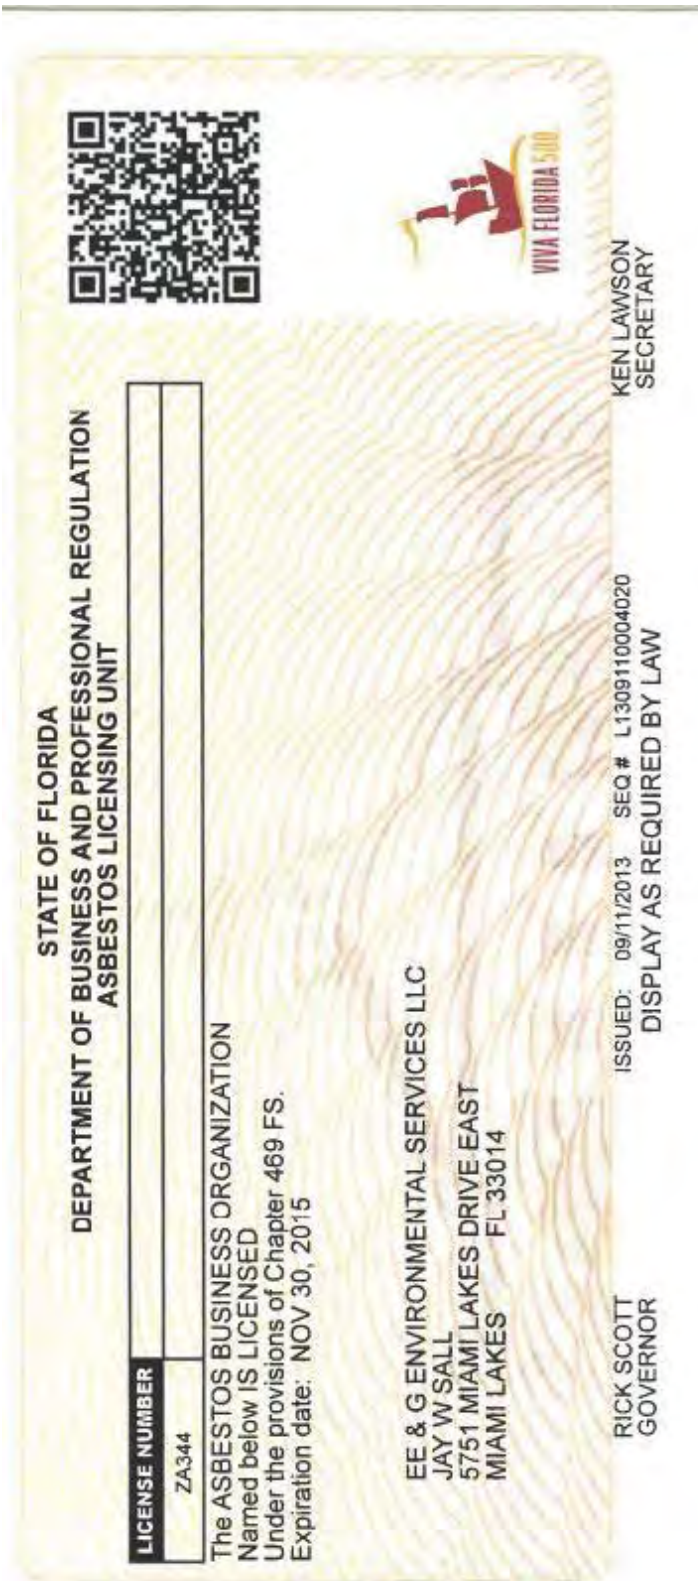 STATE OF FLORIDA
DEPARTMENT OF BUSINESS AND PROFESSIONAL REGULATION
ASBESTOS LICENSING UNIT
LICENSE NUMBER
ZA344
The ASBESTOS BUSINESS ORGANIZATION
Named below IS LICENSED
Under the provisions of Chapter 469 FS.
Expiration date: NOV 30, 2015
EE & G ENVIRONMENTAL SERVICES LLC
JAY W SALL
5751 MIAMI LAKES DRIVE EAST
MIAMI LAKES FL 33014
VIVA FLORIDA 500
RICK SCOTT
GOVERNOR
ISSUED: 09/11/2013 SEQ # L1309110004020
DISPLAY AS REQUIRED BY LAW
KEN LAWSON
SECRETARY